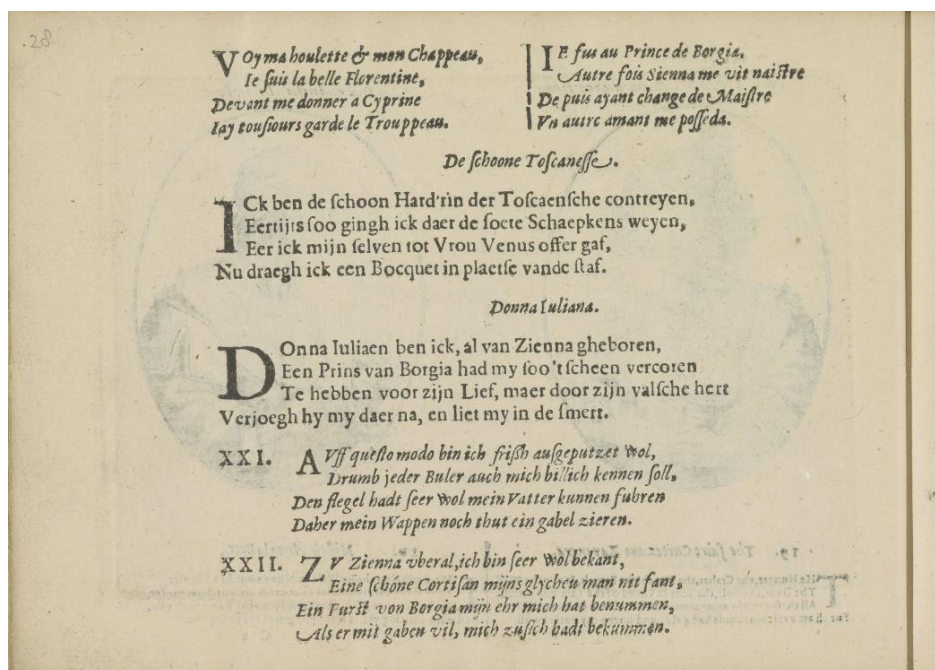 28
VOy ma houlette & mon Chappeau,
Ie suis la belle Florentine,
Devant me donner a Cyprine
Iay tousiours garde le Trouppeau.
IE fus au Prince de Borgia.
Autre fois Sienna me vit naistre
De puis ayant change de Maistre
Vn autre amant me posseda.
De schoone Toscanesse.
ICk ben de schoon Hard'rin der Toscaensche contreyen,
Eertijts soo gingh ick daer de soete Schaepkens weyen,
Eer ick mijn selven tot Vrou Venus offer gaf,
Nu draegh ick een Bocquet in plaetse vande staf.
Donna Iuliana.
DOnna Iuliaen ben ick, al van Zienna gheboren,
Een Prins van Borgia had my soo't scheen vercoren
Te hebben voor zijn Lief, maer door zijn valsche hert
Verjoegh hy my daer na, en liet my in de smert.
XXI. AVff questo modo bin ich frißh aufgeputzet wol,
Drumb jeder Buler auch mich billich kennen soll,
Den flegel hadt seer wol mein Vatter kunnen fuhren
Daher mein Wappen noch thut ein gabel zieren.
XXII. ZV Zienna vberal, ich bin seer wol bekant,
Eine schöne Cortisan mijns glycheu man nit fant,
Ein Furst von Borgia mijn ehr mich hat benummen,
Als er mit gaben vil, mich zusich hadt bekummen.